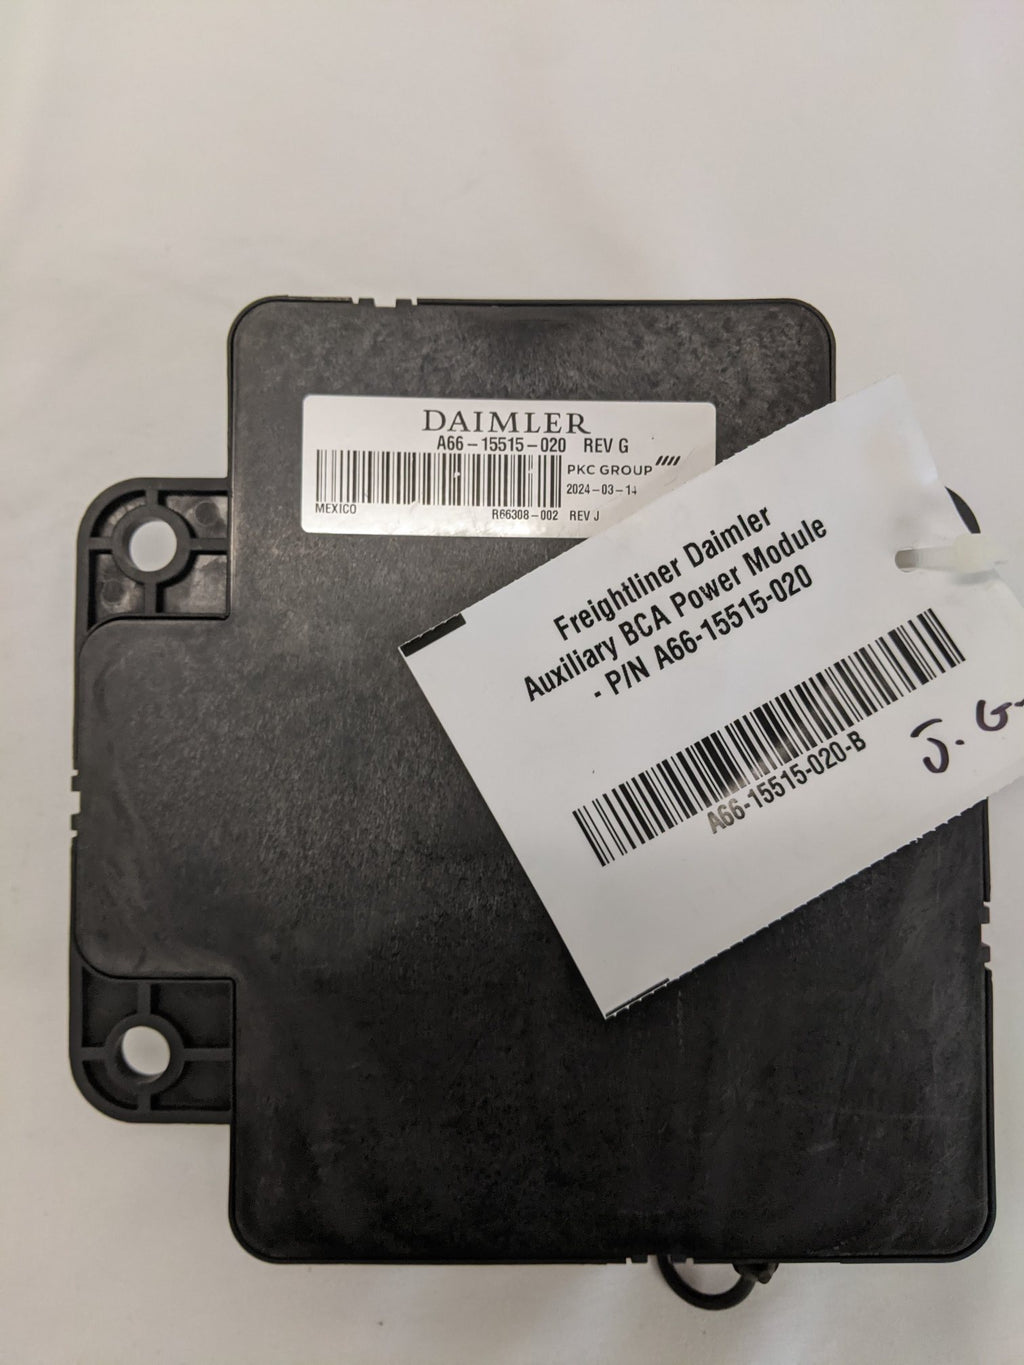 DAIMLER
A66-15515-020 REV G
PKC GROUP
2024-03-14
MEXICO R66308-002 REV J
Freightliner Daimler
Auxiliary BCA Power Module
- P/N A66-15515-020
A66-15515-020-B
J. G